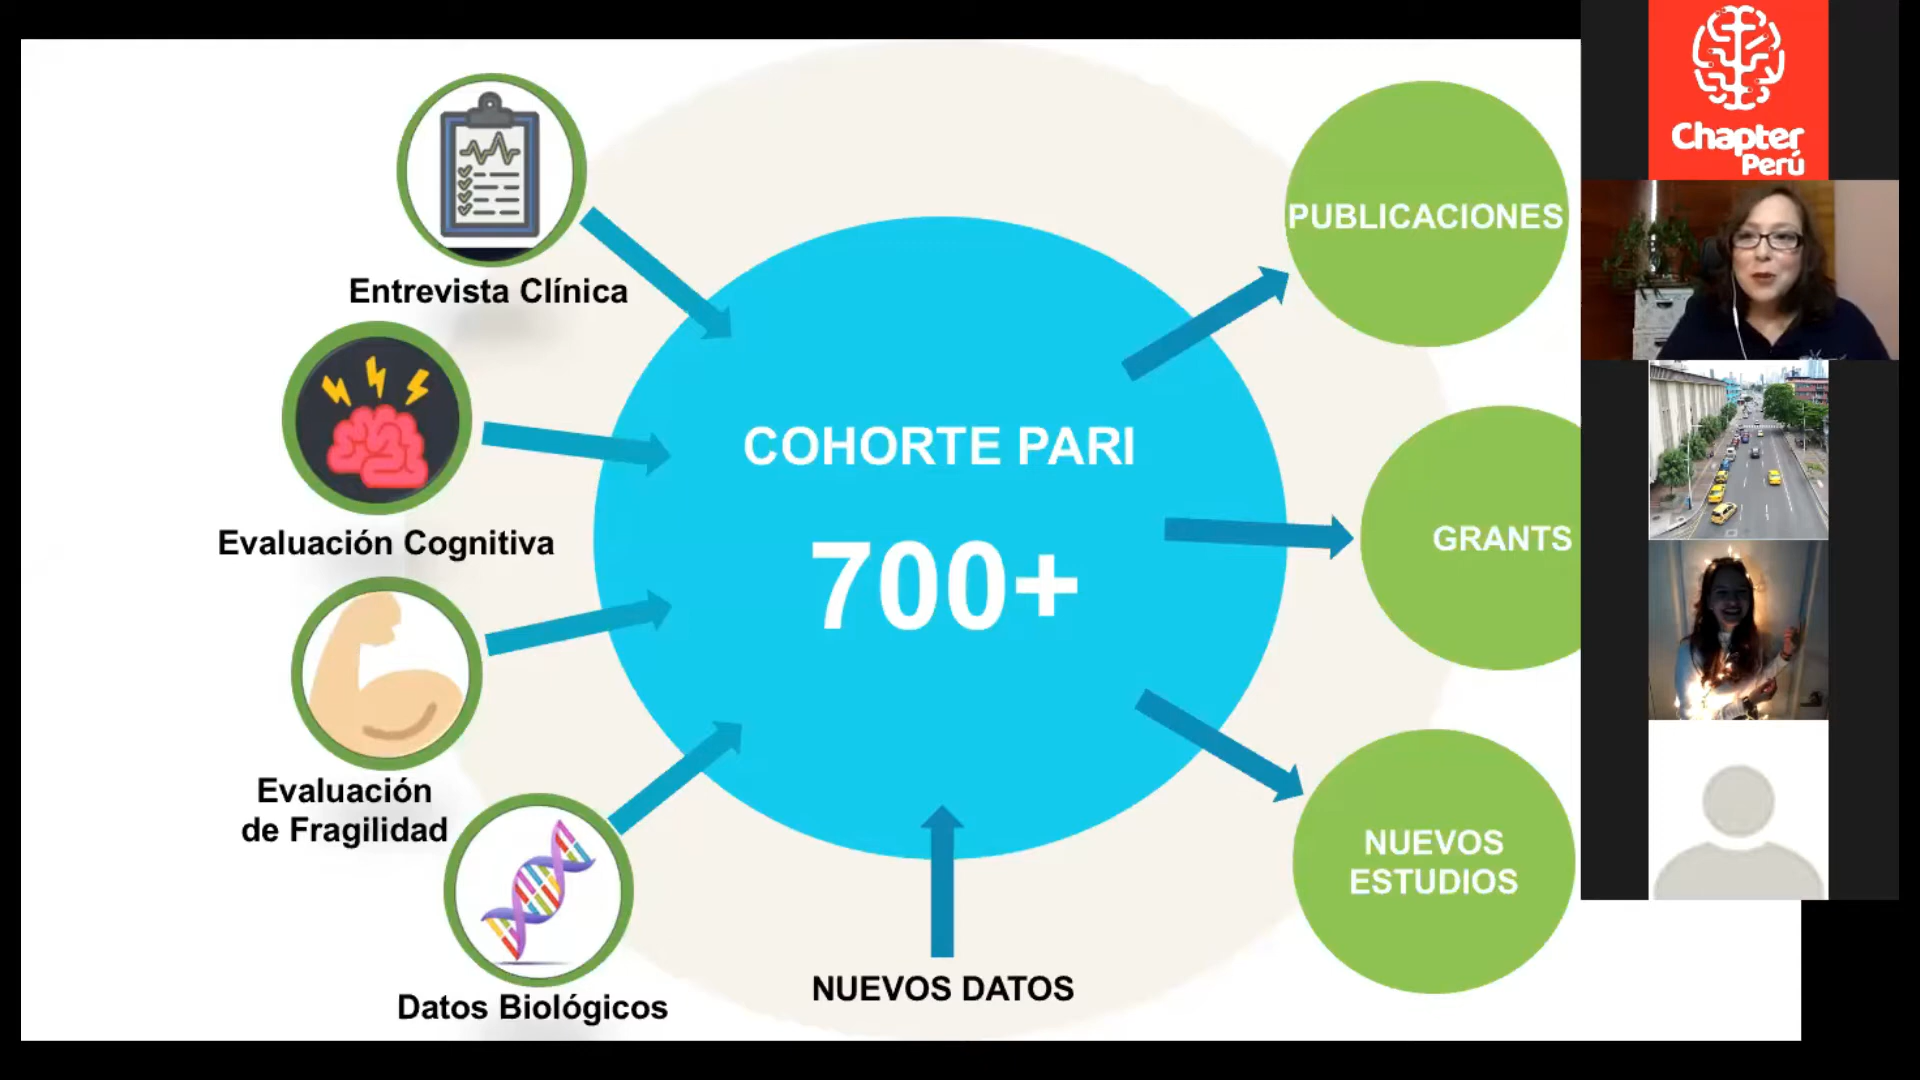 Entrevista Clínica
Evaluación Cognitiva
Evaluación
de Fragilidad
Datos Biológicos
COHORTE PARI
700+
NUEVOS DATOS
PUBLICACIONES
GRANTS
NUEVOS
ESTUDIOS
Chapter
Perú